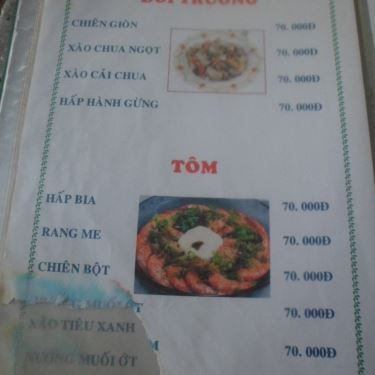 DỒI TRƯỜNG
CHIÊN GIÒN 70. 000Đ
XÀO CHUA NGỌT 70. 000Đ
XÀO CẢI CHUA 70. 000Đ
HẤP HÀNH GỪNG 70. 000Đ
TÔM
HẤP BIA 70. 000Đ
RANG ME 70. 000Đ
CHIÊN BỘT 70. 000Đ
70. 000Đ
XÀO TIÊU XANH
70. 000Đ
NƯỚNG MUỐI ỚT